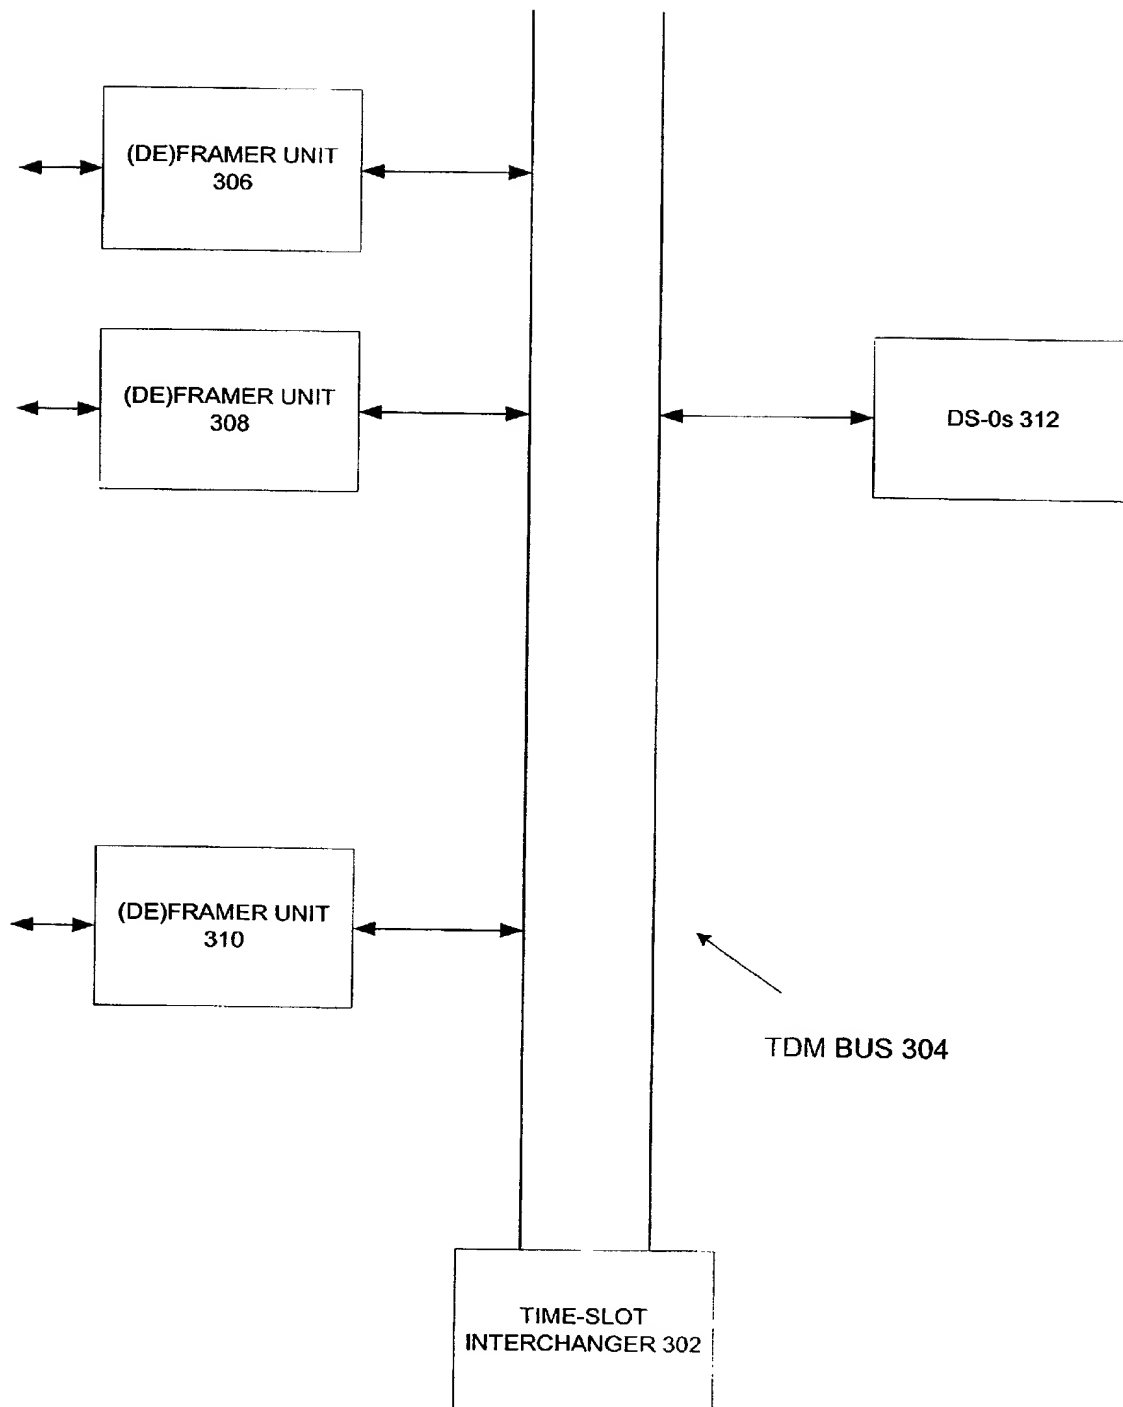 (DE)FRAMER UNIT
306
(DE)FRAMER UNIT
308
DS-0s 312
(DE)FRAMER UNIT
310
TDM BUS 304
TIME-SLOT
INTERCHANGER 302